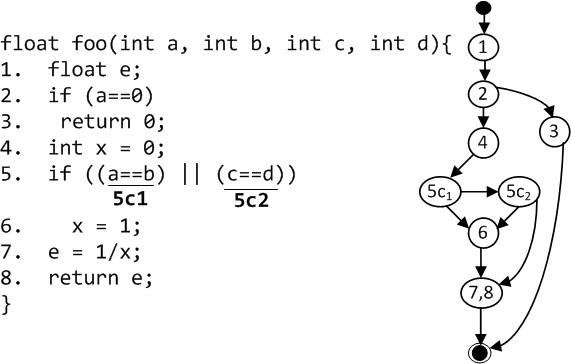 float foo(int a, int b, int c, int d){
1. float e;
2. if (a==0)
3. return 0;
4. int x = 0;
5. if ((a==b) || (c==d))
5c1 5c2
6. x = 1;
7. e = 1/x;
8. return e;
}
1
2
3
4
5c₁ 5c₂
6
7,8